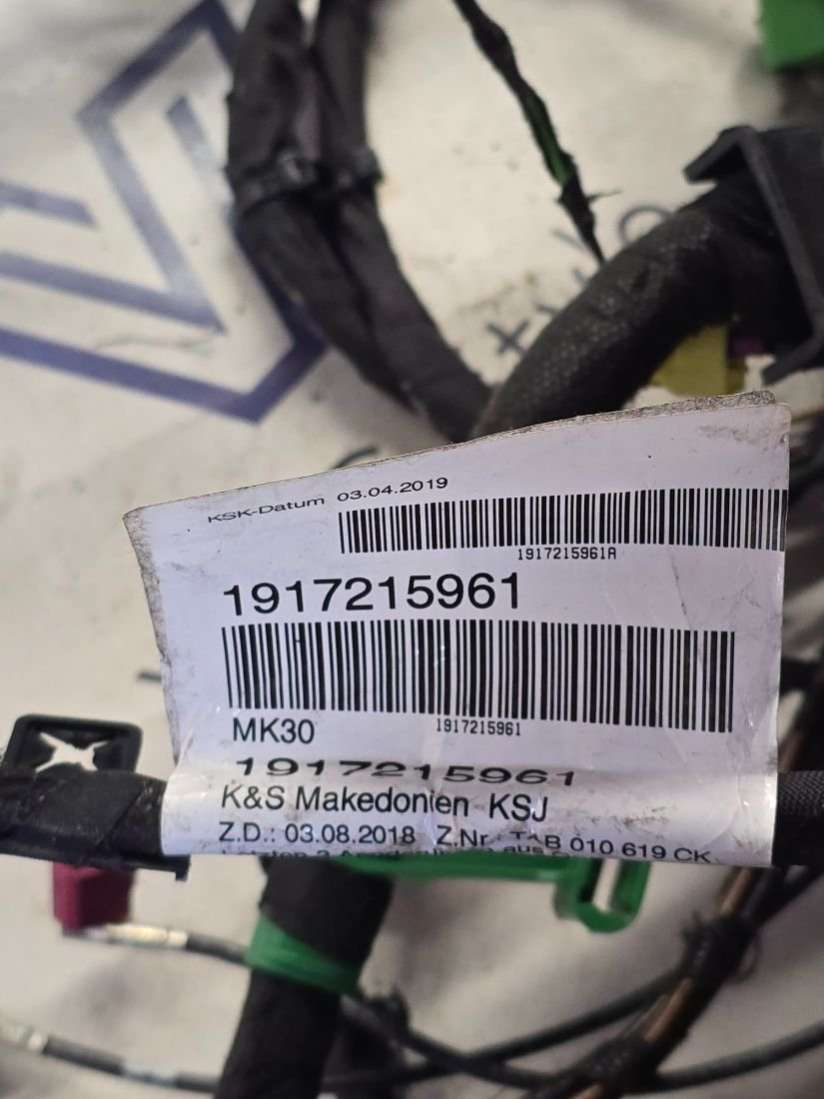 KSK-Datum 03.04.2019
1917215961A
1917215961
1917215961
MK30
1917215961
K&S Makedonien KSJ
Z.D.: 03.08.2018 Z.Nr. TAB 010 619 CK